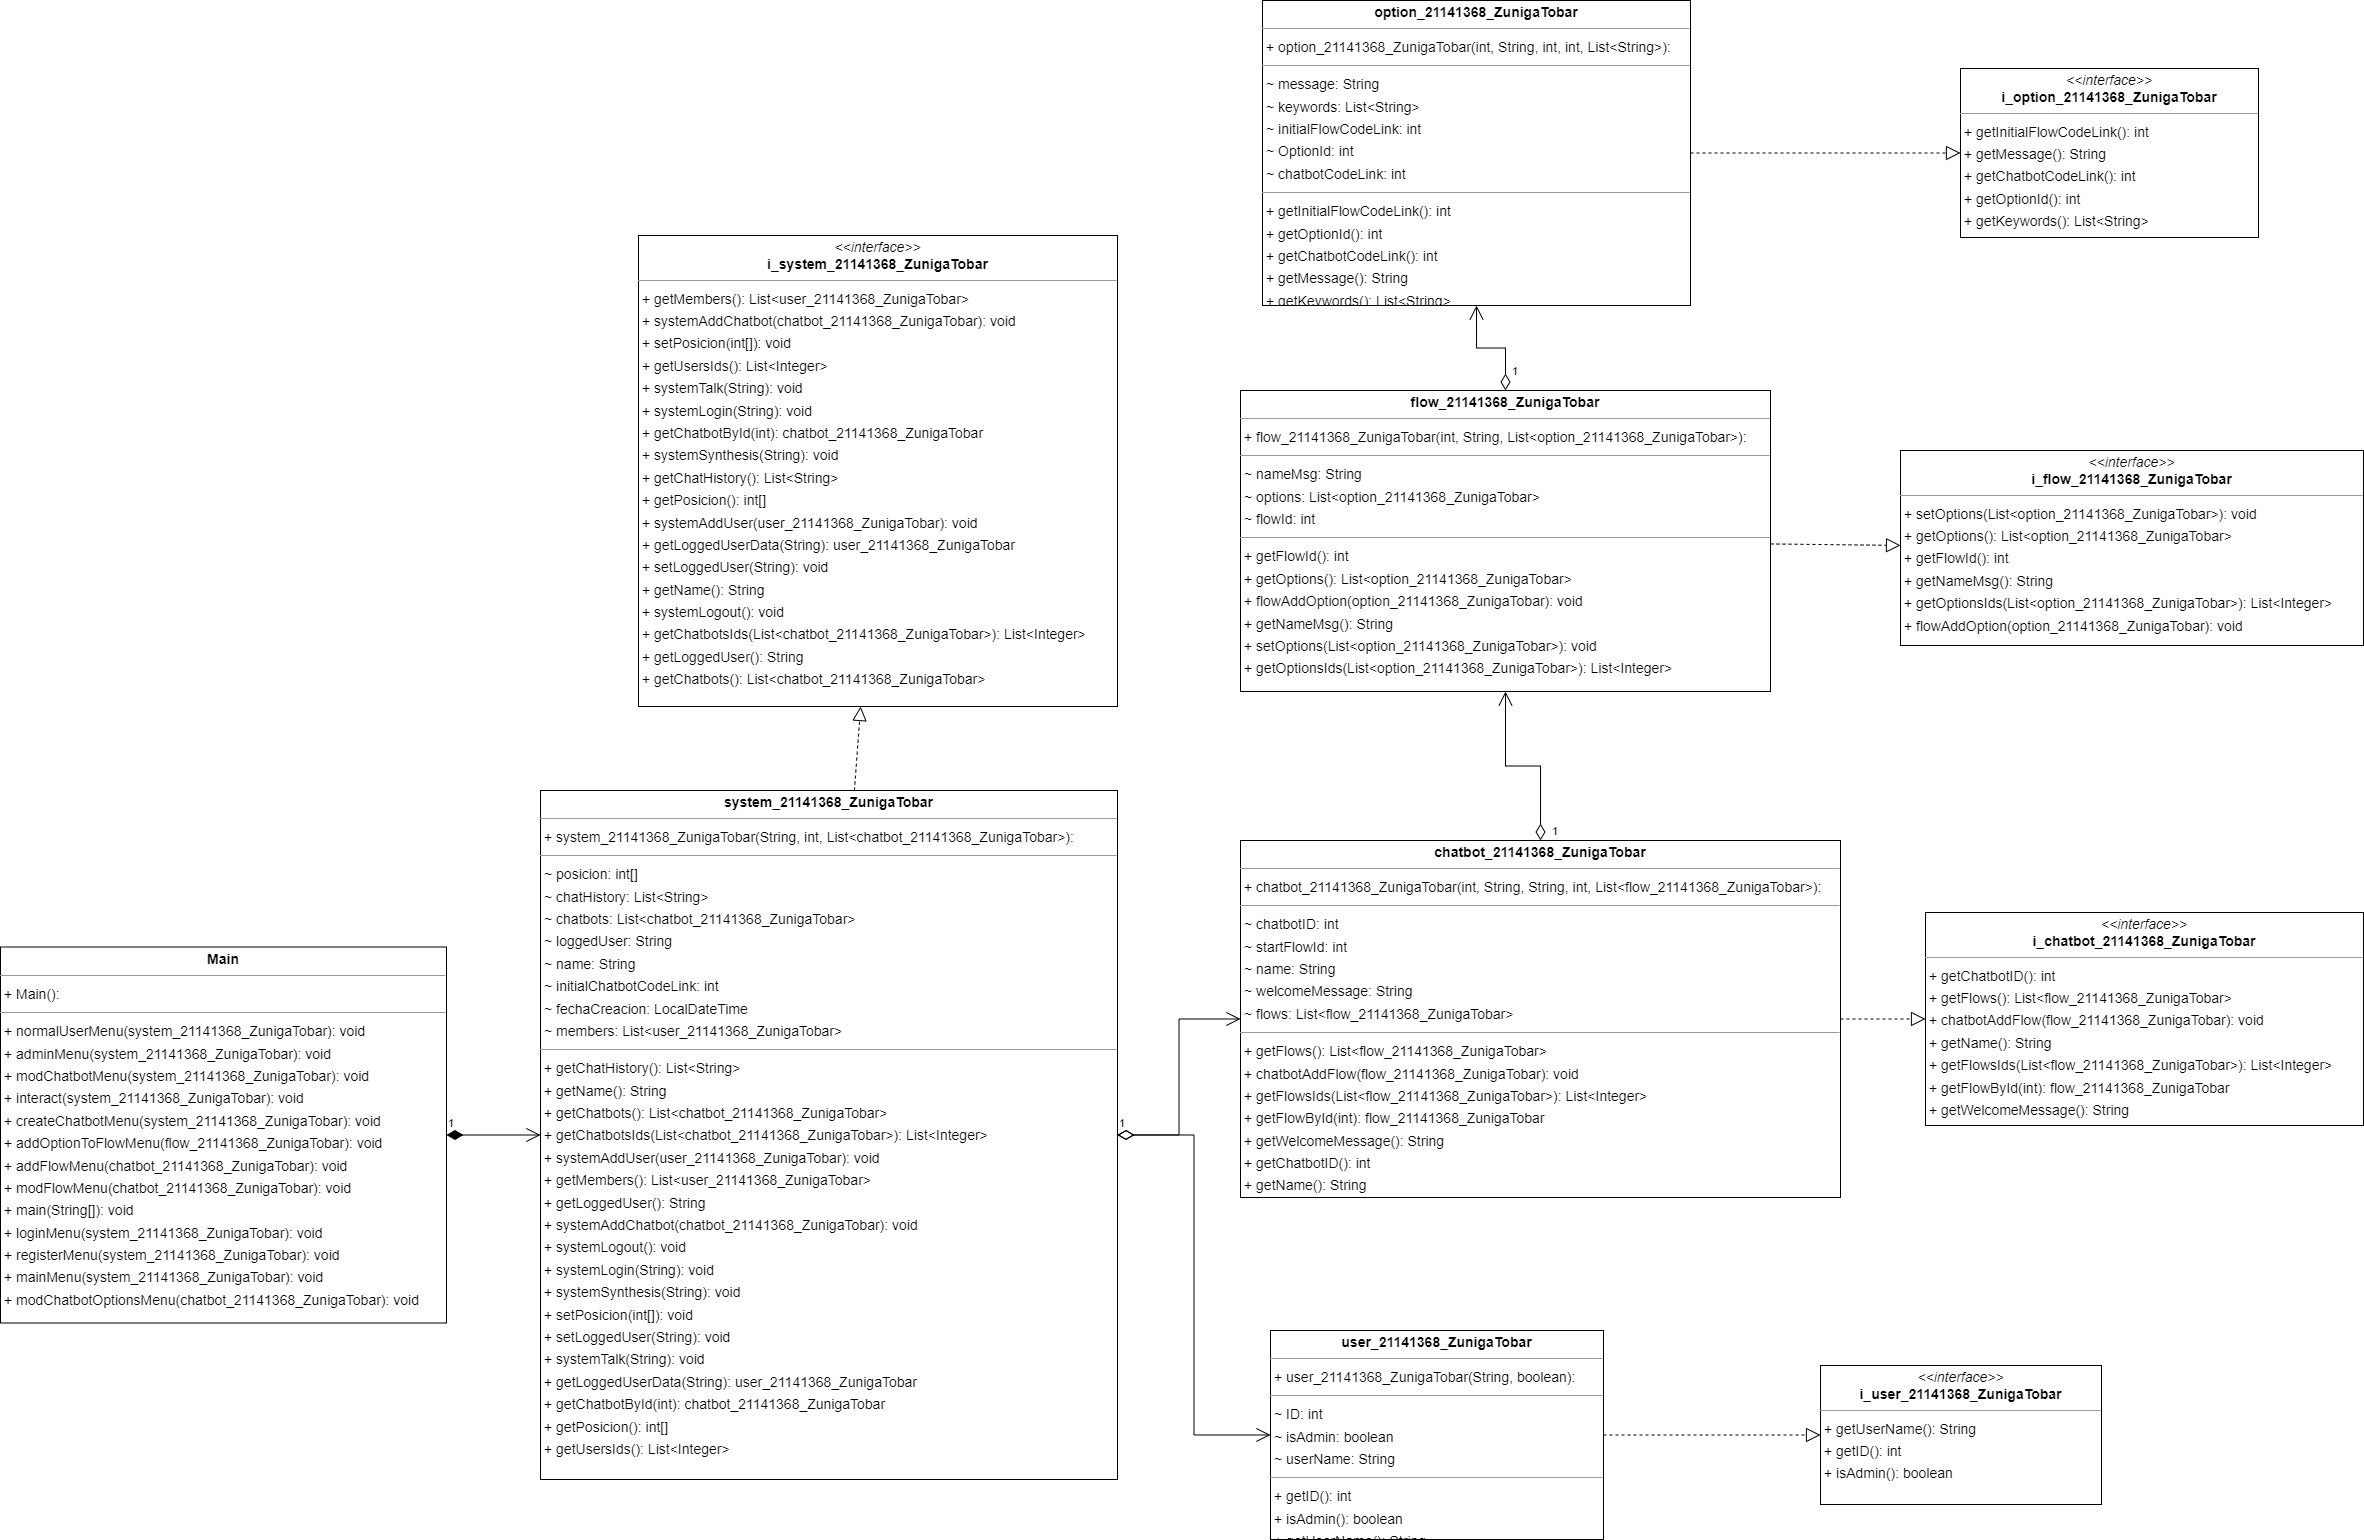 option_21141368_ZunigaTobar
+ option_21141368_ZunigaTobar(int, String, int, int, List<String>):
~ message: String
~ keywords: List<String>
~ initialFlowCodeLink: int
~ OptionId: int
~ chatbotCodeLink: int
+ getInitialFlowCodeLink(): int
+ getOptionId(): int
+ getChatbotCodeLink(): int
+ getMessage(): String
+ getKeywords(): List<String>
<<interface>>
i_option_21141368_ZunigaTobar
+ getInitialFlowCodeLink(): int
+ getMessage(): String
+ getChatbotCodeLink(): int
+ getOptionId(): int
+ getKeywords(): List<String>
<<interface>>
i_system_21141368_ZunigaTobar
+ getMembers(): List<user_21141368_ZunigaTobar>
+ systemAddChatbot(chatbot_21141368_ZunigaTobar): void
+ setPosicion(int[]): void
+ getUsersIds(): List<Integer>
+ systemTalk(String): void
+ systemLogin(String): void
+ getChatbotById(int): chatbot_21141368_ZunigaTobar
+ systemSynthesis(String): void
+ getChatHistory(): List<String>
+ getPosicion(): int[]
+ systemAddUser(user_21141368_ZunigaTobar): void
+ getLoggedUserData(String): user_21141368_ZunigaTobar
+ setLoggedUser(String): void
+ getName(): String
+ systemLogout(): void
+ getChatbotsIds(List<chatbot_21141368_ZunigaTobar>): List<Integer>
+ getLoggedUser(): String
+ getChatbots(): List<chatbot_21141368_ZunigaTobar>
1
flow_21141368_ZunigaTobar
+ flow_21141368_ZunigaTobar(int, String, List<option_21141368_ZunigaTobar>):
~ nameMsg: String
~ options: List<option_21141368_ZunigaTobar>
~ flowId: int
+ getFlowId(): int
+ getOptions(): List<option_21141368_ZunigaTobar>
+ flowAddOption(option_21141368_ZunigaTobar): void
+ getNameMsg(): String
+ setOptions(List<option_21141368_ZunigaTobar>): void
+ getOptionsIds(List<option_21141368_ZunigaTobar>): List<Integer>
<<interface>>
i_flow_21141368_ZunigaTobar
+ setOptions(List<option_21141368_ZunigaTobar>): void
+ getOptions(): List<option_21141368_ZunigaTobar>
+ getFlowId(): int
+ getNameMsg(): String
+ getOptionsIds(List<option_21141368_ZunigaTobar>): List<Integer>
+ flowAddOption(option_21141368_ZunigaTobar): void
Main
+ Main():
+ normalUserMenu(system_21141368_ZunigaTobar): void
+ adminMenu(system_21141368_ZunigaTobar): void
+ modChatbotMenu(system_21141368_ZunigaTobar): void
+ interact(system_21141368_ZunigaTobar): void
+ createChatbotMenu(system_21141368_ZunigaTobar): void
+ addOptionToFlowMenu(flow_21141368_ZunigaTobar): void
+ addFlowMenu(chatbot_21141368_ZunigaTobar): void
+ modFlowMenu(chatbot_21141368_ZunigaTobar): void
+ main(String[]): void
+ loginMenu(system_21141368_ZunigaTobar): void
+ registerMenu(system_21141368_ZunigaTobar): void
+ mainMenu(system_21141368_ZunigaTobar): void
+ modChatbotOptionsMenu(chatbot_21141368_ZunigaTobar): void
1
system_21141368_ZunigaTobar
+ system_21141368_ZunigaTobar(String, int, List<chatbot_21141368_ZunigaTobar>):
~ posicion: int[]
~ chatHistory: List<String>
~ chatbots: List<chatbot_21141368_ZunigaTobar>
~ loggedUser: String
~ name: String
~ initialChatbotCodeLink: int
~ fechaCreacion: LocalDateTime
~ members: List<user_21141368_ZunigaTobar>
+ getChatHistory(): List<String>
+ getName(): String
+ getChatbots(): List<chatbot_21141368_ZunigaTobar>
+ getChatbotsIds(List<chatbot_21141368_ZunigaTobar>): List<Integer>
+ systemAddUser(user_21141368_ZunigaTobar): void
+ getMembers(): List<user_21141368_ZunigaTobar>
+ getLoggedUser(): String
+ systemAddChatbot(chatbot_21141368_ZunigaTobar): void
+ systemLogout(): void
+ systemLogin(String): void
+ systemSynthesis(String): void
+ setPosicion(int[]): void
+ setLoggedUser(String): void
+ systemTalk(String): void
+ getLoggedUserData(String): user_21141368_ZunigaTobar
+ getChatbotById(int): chatbot_21141368_ZunigaTobar
+ getPosicion(): int[]
+ getUsersIds(): List<Integer>
1
1
chatbot_21141368_ZunigaTobar
+ chatbot_21141368_ZunigaTobar(int, String, String, int, List<flow_21141368_ZunigaTobar>):
~ chatbotID: int
~ startFlowId: int
~ name: String
~ welcomeMessage: String
~ flows: List<flow_21141368_ZunigaTobar>
+ getFlows(): List<flow_21141368_ZunigaTobar>
+ chatbotAddFlow(flow_21141368_ZunigaTobar): void
+ getFlowsIds(List<flow_21141368_ZunigaTobar>): List<Integer>
+ getFlowById(int): flow_21141368_ZunigaTobar
+ getWelcomeMessage(): String
+ getChatbotID(): int
+ getName(): String
<<interface>>
i_chatbot_21141368_ZunigaTobar
+ getChatbotID(): int
+ getFlows(): List<flow_21141368_ZunigaTobar>
+ chatbotAddFlow(flow_21141368_ZunigaTobar): void
+ getName(): String
+ getFlowsIds(List<flow_21141368_ZunigaTobar>): List<Integer>
+ getFlowById(int): flow_21141368_ZunigaTobar
+ getWelcomeMessage(): String
user_21141368_ZunigaTobar
+ user_21141368_ZunigaTobar(String, boolean):
~ ID: int
~ isAdmin: boolean
~ userName: String
+ getID(): int
+ isAdmin(): boolean
+ getUserName(): String
<<interface>>
i_user_21141368_ZunigaTobar
+ getUserName(): String
+ getID(): int
+ isAdmin(): boolean